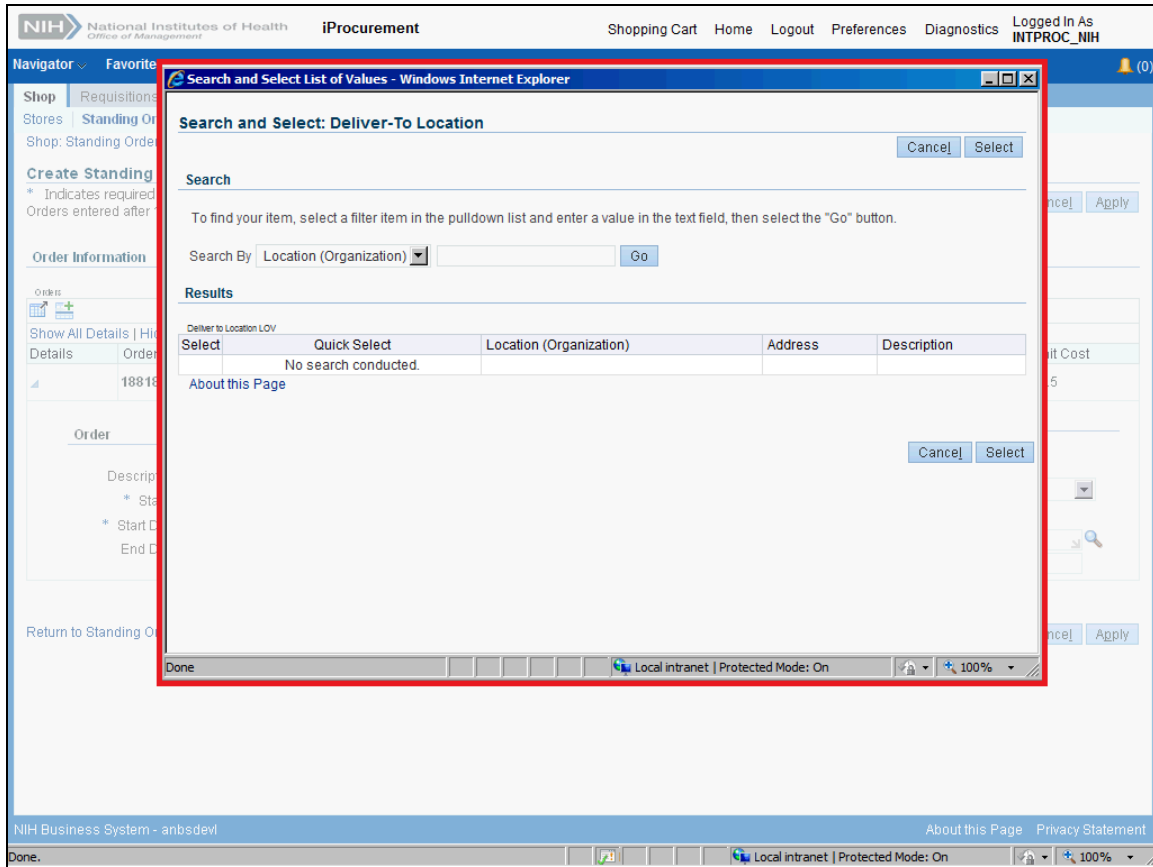 NIH National Institutes of Health
Office of Management
iProcurement
Shopping Cart Home Logout Preferences Diagnostics Logged In As INTPROC_NIH
Navigator Favorite
(0)
Search and Select List of Values - Windows Internet Explorer
Shop Requisitions
Stores Standing Or
Shop: Standing Order
Create Standing
* Indicates required
Orders entered after
ncel Apply
Search and Select: Deliver-To Location
Cancel Select
Search
To find your item, select a filter item in the pulldown list and enter a value in the text field, then select the "Go" button.
Search By Location (Organization) Go
Results
Deliver to Location LOV
Select Quick Select Location (Organization) Address Description
No search conducted.
About this Page
Cancel Select
Order Information
Orders
Show All Details | Hid
Details Order
it Cost
18818
.5
Order
Descript
* Sta
* Start D
End D
Return to Standing Or
ncel Apply
Done Local intranet | Protected Mode: On 100%
NIH Business System - anbsdevl About this Page Privacy Statement
Done. Local intranet | Protected Mode: On 100%